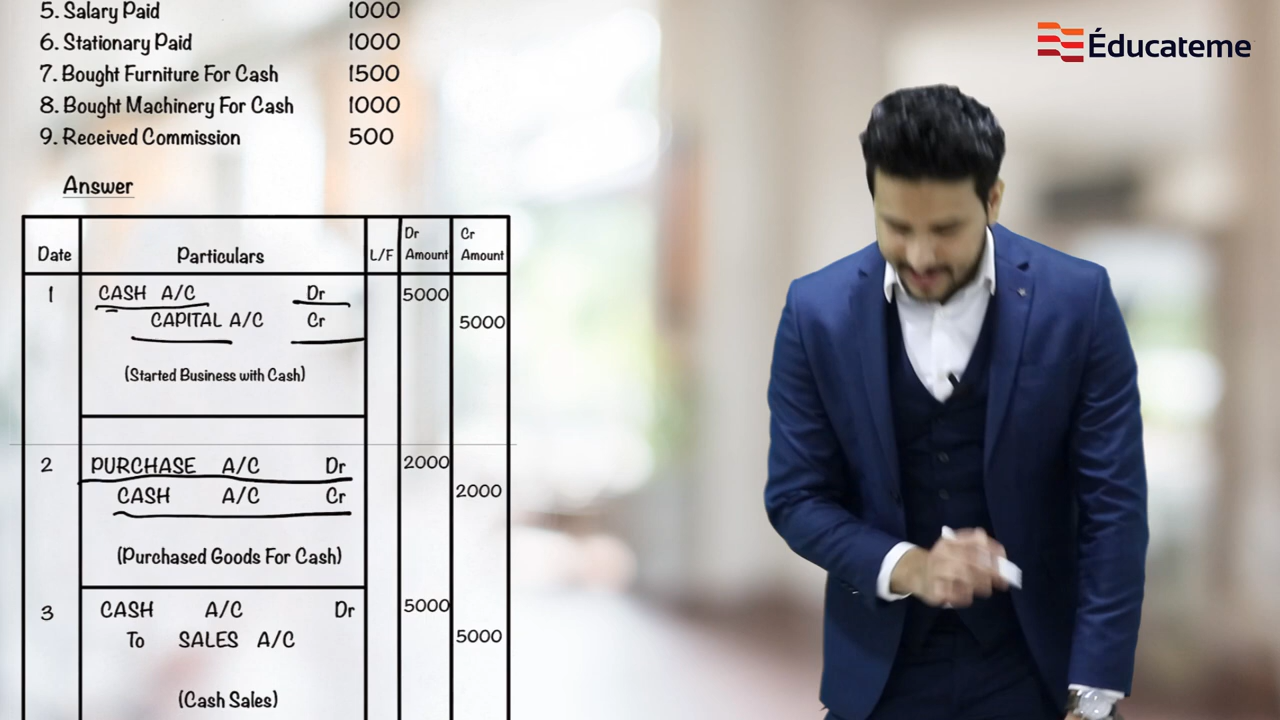 Éducateme
5. Salary Paid 1000
6. Stationary Paid 1000
7. Bought Furniture For Cash 1500
8. Bought Machinery For Cash 1000
9. Received Commission 500
Answer
Date Particulars L/F Dr Amount Cr Amount
1 CASH A/C Dr 5000
CAPITAL A/C Cr 5000
(Started Business with Cash)
2 PURCHASE A/C Dr 2000
CASH A/C Cr 2000
(Purchased Goods For Cash)
3 CASH A/C Dr 5000
To SALES A/C 5000
(Cash Sales)